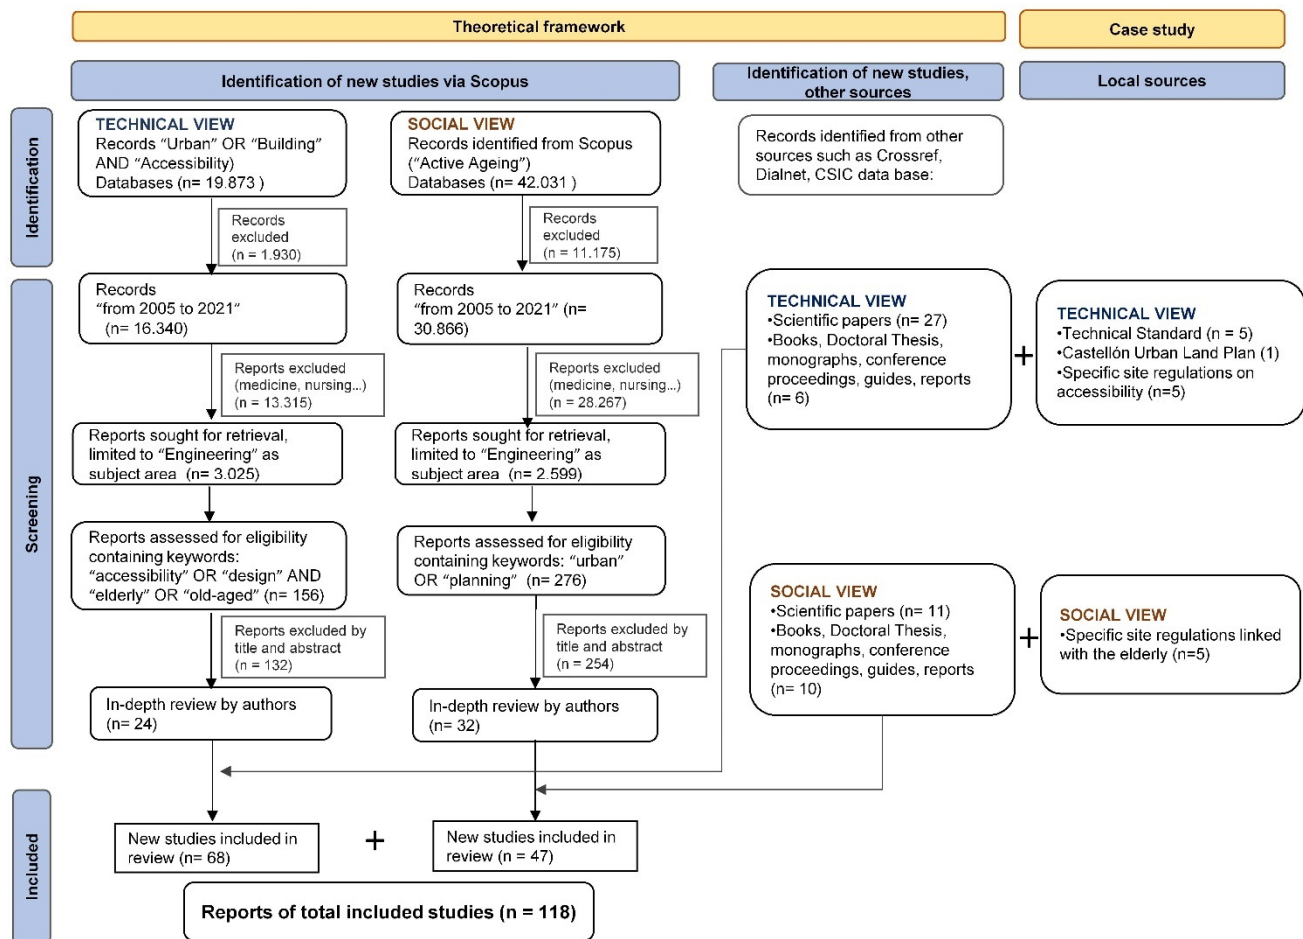 Theoretical framework
Case study
Identification of new studies via Scopus
Identification of new studies,
other sources
Local sources
Identification
TECHNICAL VIEW
Records “Urban” OR “Building”
AND “Accessibility)
Databases (n= 19.873 )
SOCIAL VIEW
Records identified from Scopus
(“Active Ageing”)
Databases (n= 42.031 )
Records identified from other
sources such as Crossref,
Dialnet, CSIC data base:
Records
excluded
(n = 1.930)
Records
excluded
(n = 11.175)
Screening
Records
“from 2005 to 2021”
(n= 16.340)
Records
“from 2005 to 2021” (n=
30.866)
TECHNICAL VIEW
•Scientific papers (n= 27)
•Books, Doctoral Thesis,
monographs, conference
proceedings, guides, reports
(n= 6)
+
TECHNICAL VIEW
•Technical Standard (n = 5)
•Castellón Urban Land Plan (1)
•Specific site regulations on
accessibility (n=5)
Reports excluded
(medicine, nursing...)
(n = 13.315)
Reports excluded
(medicine, nursing...)
(n = 28.267)
Reports sought for retrieval,
limited to “Engineering” as
subject area (n= 3.025)
Reports sought for retrieval,
limited to “Engineering” as
subject area (n= 2.599)
Reports assessed for eligibility
containing keywords:
“accessibility” OR “design” AND
“elderly” OR “old-aged” (n= 156)
Reports assessed for eligibility
containing keywords: “urban”
OR “planning” (n= 276)
SOCIAL VIEW
•Scientific papers (n= 11)
•Books, Doctoral Thesis,
monographs, conference
proceedings, guides, reports
(n= 10)
+
SOCIAL VIEW
•Specific site regulations linked
with the elderly (n=5)
Reports excluded by
title and abstract
(n = 132)
Reports excluded by
title and abstract
(n = 254)
In-depth review by authors
(n= 24)
In-depth review by authors
(n= 32)
Included
New studies included in
review (n= 68)
+
New studies included in
review (n = 47)
Reports of total included studies (n = 118)